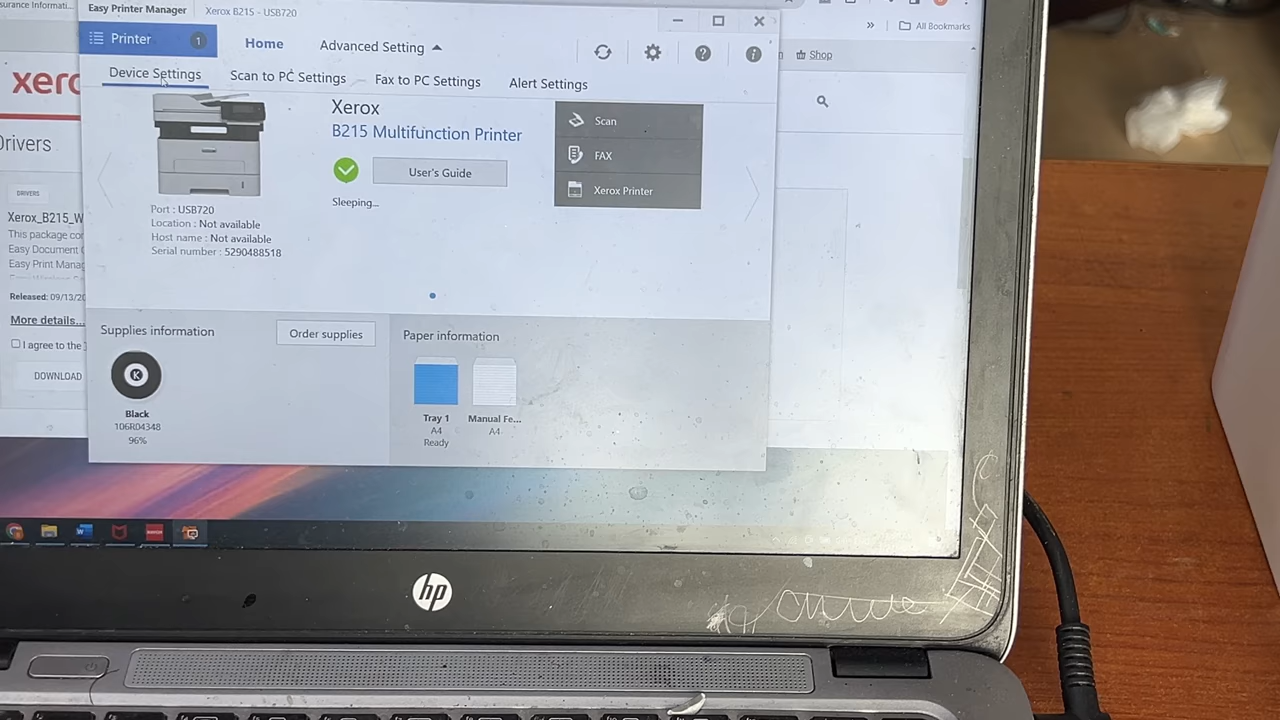 Easy Printer Manager
Xerox B215 - USB720
All Bookmarks
Printer
1
Home
Advanced Setting
Shop
Device Settings
Scan to PC Settings
Fax to PC Settings
Alert Settings
xerc
Drivers
DRIVERS
Xerox_B215_W
This package con
Easy Document C
Easy Print Manag
Released: 09/13/20
More details...
I agree to the
DOWNLOAD
Xerox
B215 Multifunction Printer
User's Guide
Sleeping...
Scan
FAX
Xerox Printer
Port : USB720
Location : Not available
Host name : Not available
Serial number : 5290488518
Supplies information
Order supplies
K
Black
106R04348
96%
Paper information
Tray 1
A4
Ready
Manual Fe...
A4
hp